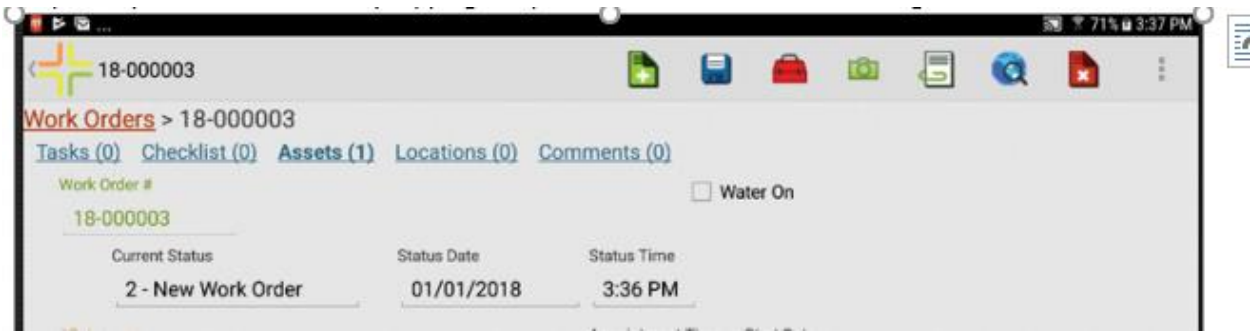 71% 3:37 PM
18-000003
Work Orders > 18-000003
Tasks (0) Checklist (0) Assets (1) Locations (0) Comments (0)
Work Order #
Water On
18-000003
Current Status Status Date Status Time
2 - New Work Order 01/01/2018 3:36 PM